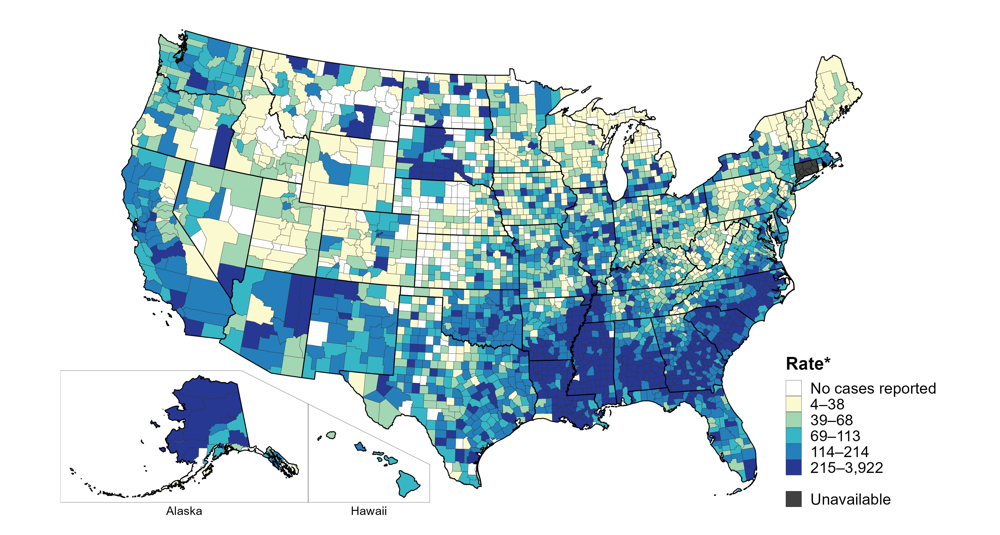 Rate*
No cases reported
4–38
39–68
69–113
114–214
215–3,922
Unavailable
Alaska
Hawaii